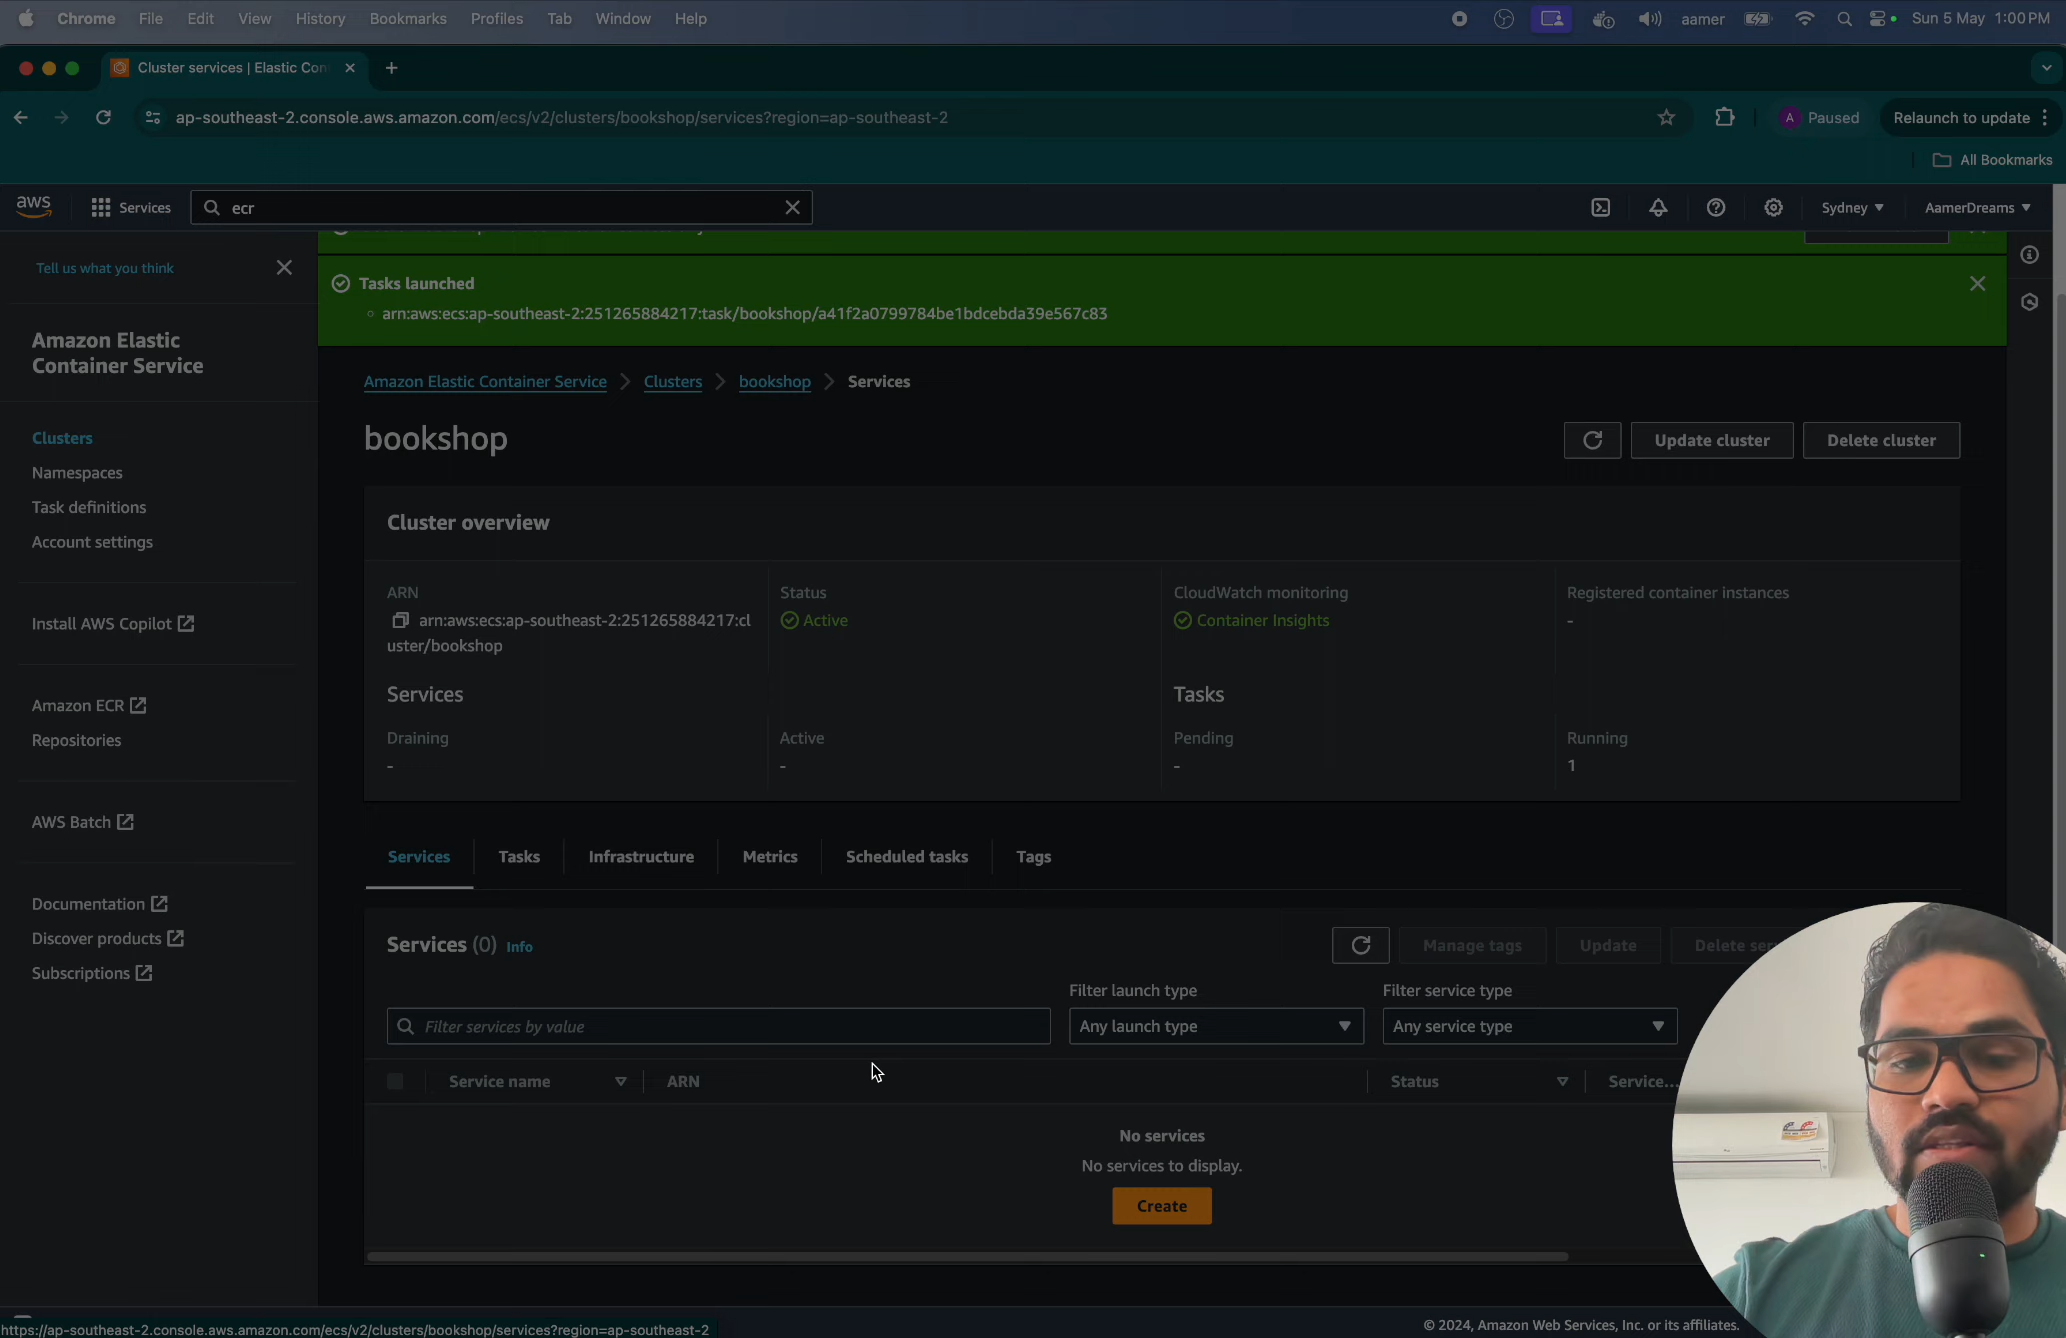 Chrome File Edit View History Bookmarks Profiles Tab Window Help aamer Sun 5 May 1:00 PM
Cluster services | Elastic Con
ap-southeast-2.console.aws.amazon.com/ecs/v2/clusters/bookshop/services?region=ap-southeast-2 A Paused Relaunch to update
All Bookmarks
aws Services ecr Sydney AamerDreams
Tell us what you think
Tasks launched
arn:aws:ecs:ap-southeast-2:251265884217:task/bookshop/a41f2a0799784be1bdcebda39e567c83
Amazon Elastic
Container Service
Clusters
Namespaces
Task definitions
Account settings
Install AWS Copilot
Amazon ECR
Repositories
AWS Batch
Documentation
Discover products
Subscriptions
Amazon Elastic Container Service Clusters bookshop Services
bookshop Update cluster Delete cluster
Cluster overview
ARN Status CloudWatch monitoring Registered container instances
arn:aws:ecs:ap-southeast-2:251265884217:cl Active Container Insights -
uster/bookshop
Services Tasks
Draining Active Pending Running
- - - 1
Services Tasks Infrastructure Metrics Scheduled tasks Tags
Services (0) Info Manage tags Update Delete ser
Filter launch type Filter service type
Filter services by value Any launch type Any service type
Service name ARN Status Service...
No services
No services to display.
Create
https://ap-southeast-2.console.aws.amazon.com/ecs/v2/clusters/bookshop/services?region=ap-southeast-2
© 2024, Amazon Web Services, Inc. or its affiliates.